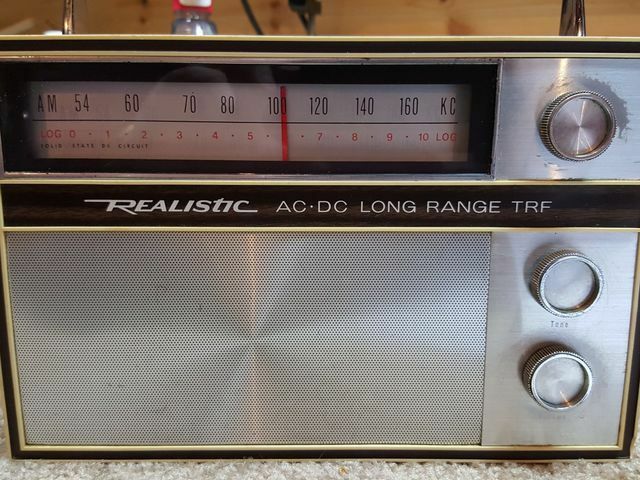 AM 54 60 70 80 100 120 140 160 KC
LOG 0 · 1 · 2 · 3 · 4 · 5 · · 7 · 8 · 9 · 10 LOG
SOLID STATE DC CIRCUIT
REALISTIC AC·DC LONG RANGE TRF
Tone